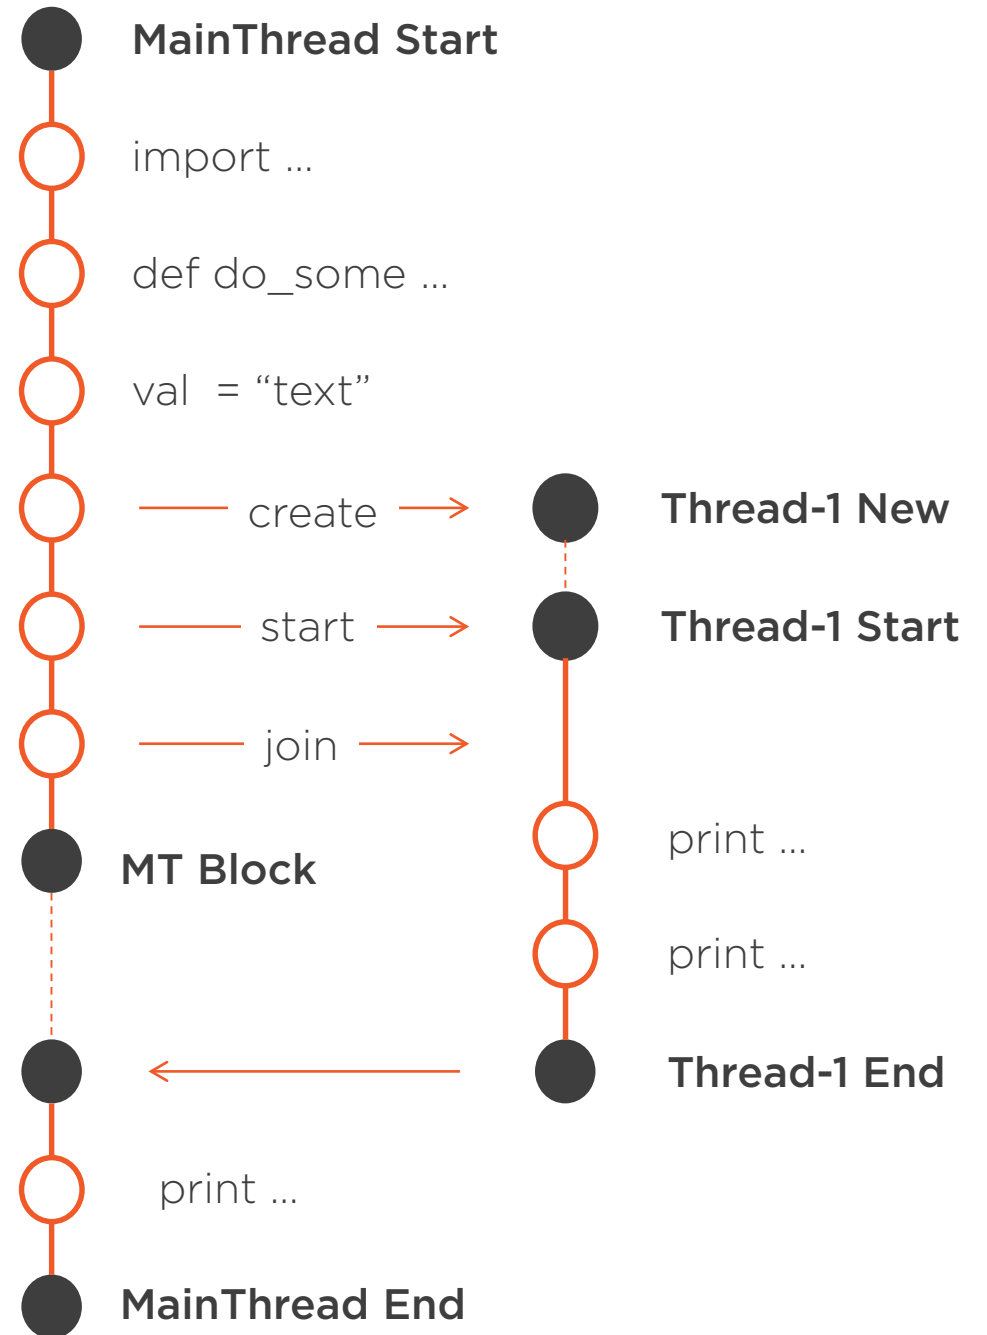 MainThread Start
import ...
def do_some ...
val  = “text”
create
Thread-1 New
start
Thread-1 Start
join
print ...
MT Block
print ...
Thread-1 End
print ...
MainThread End